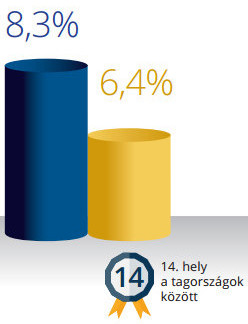 8,3%
6,4%
14
14. hely
a tagországok
között